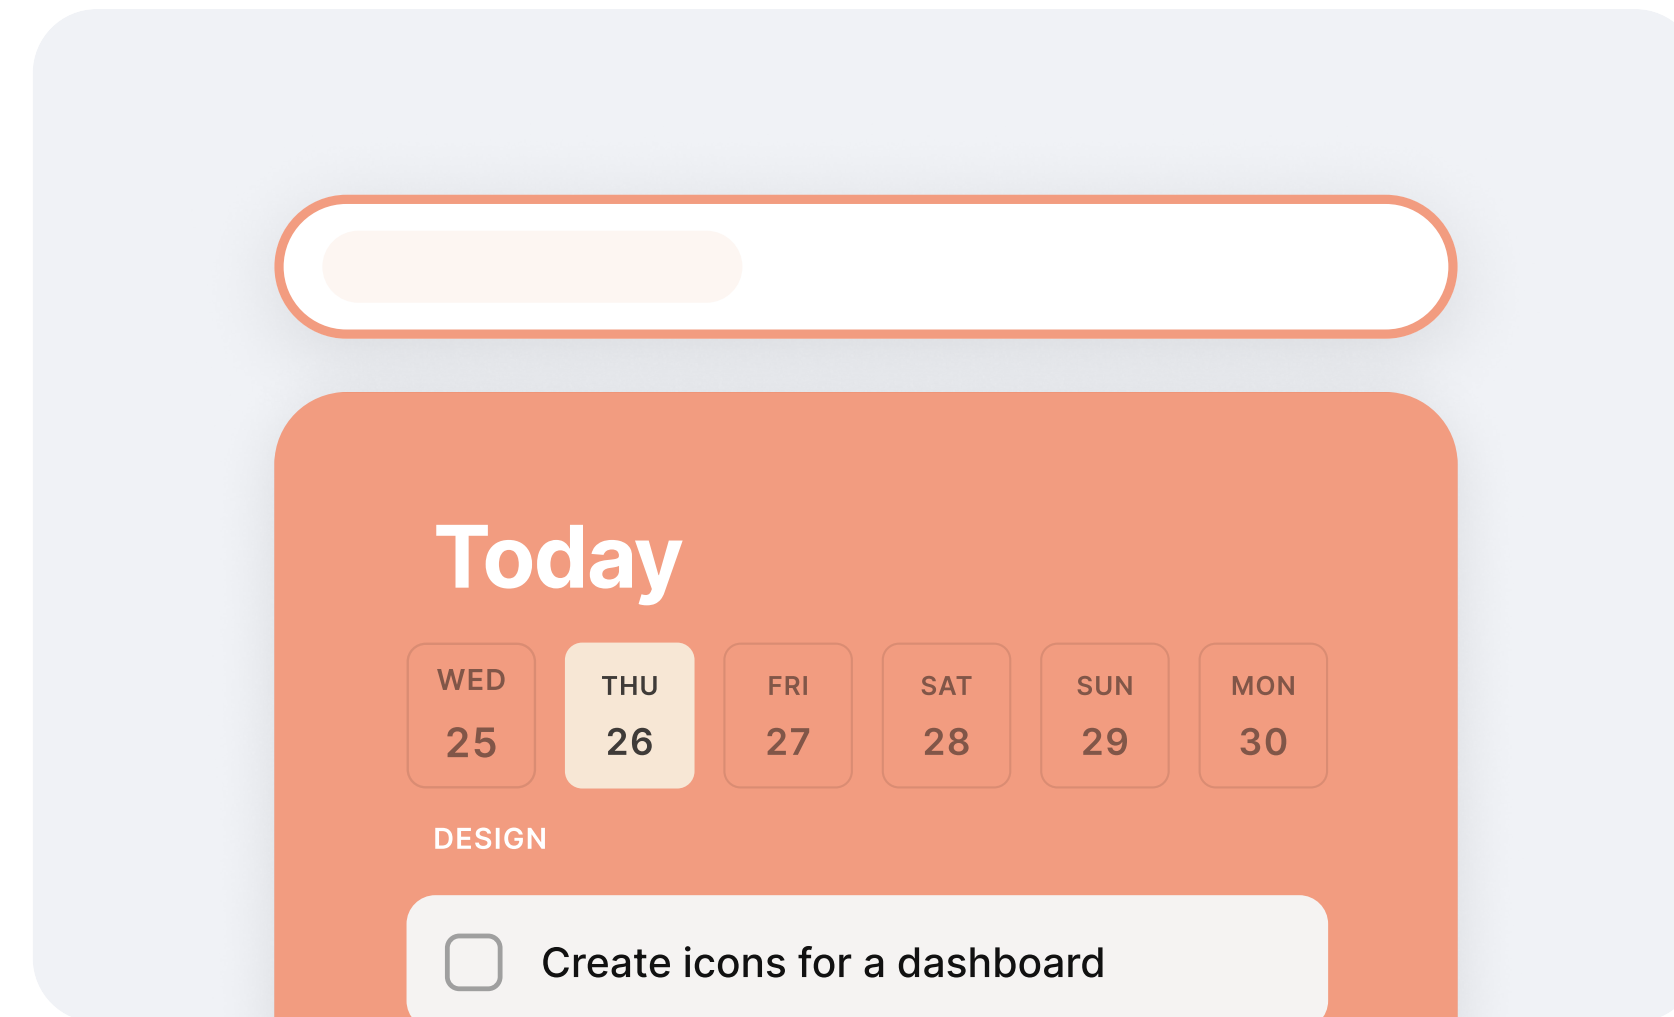 Today
WED THU FRI SAT SUN MON
25 26 27 28 29 30
DESIGN
Create icons for a dashboard